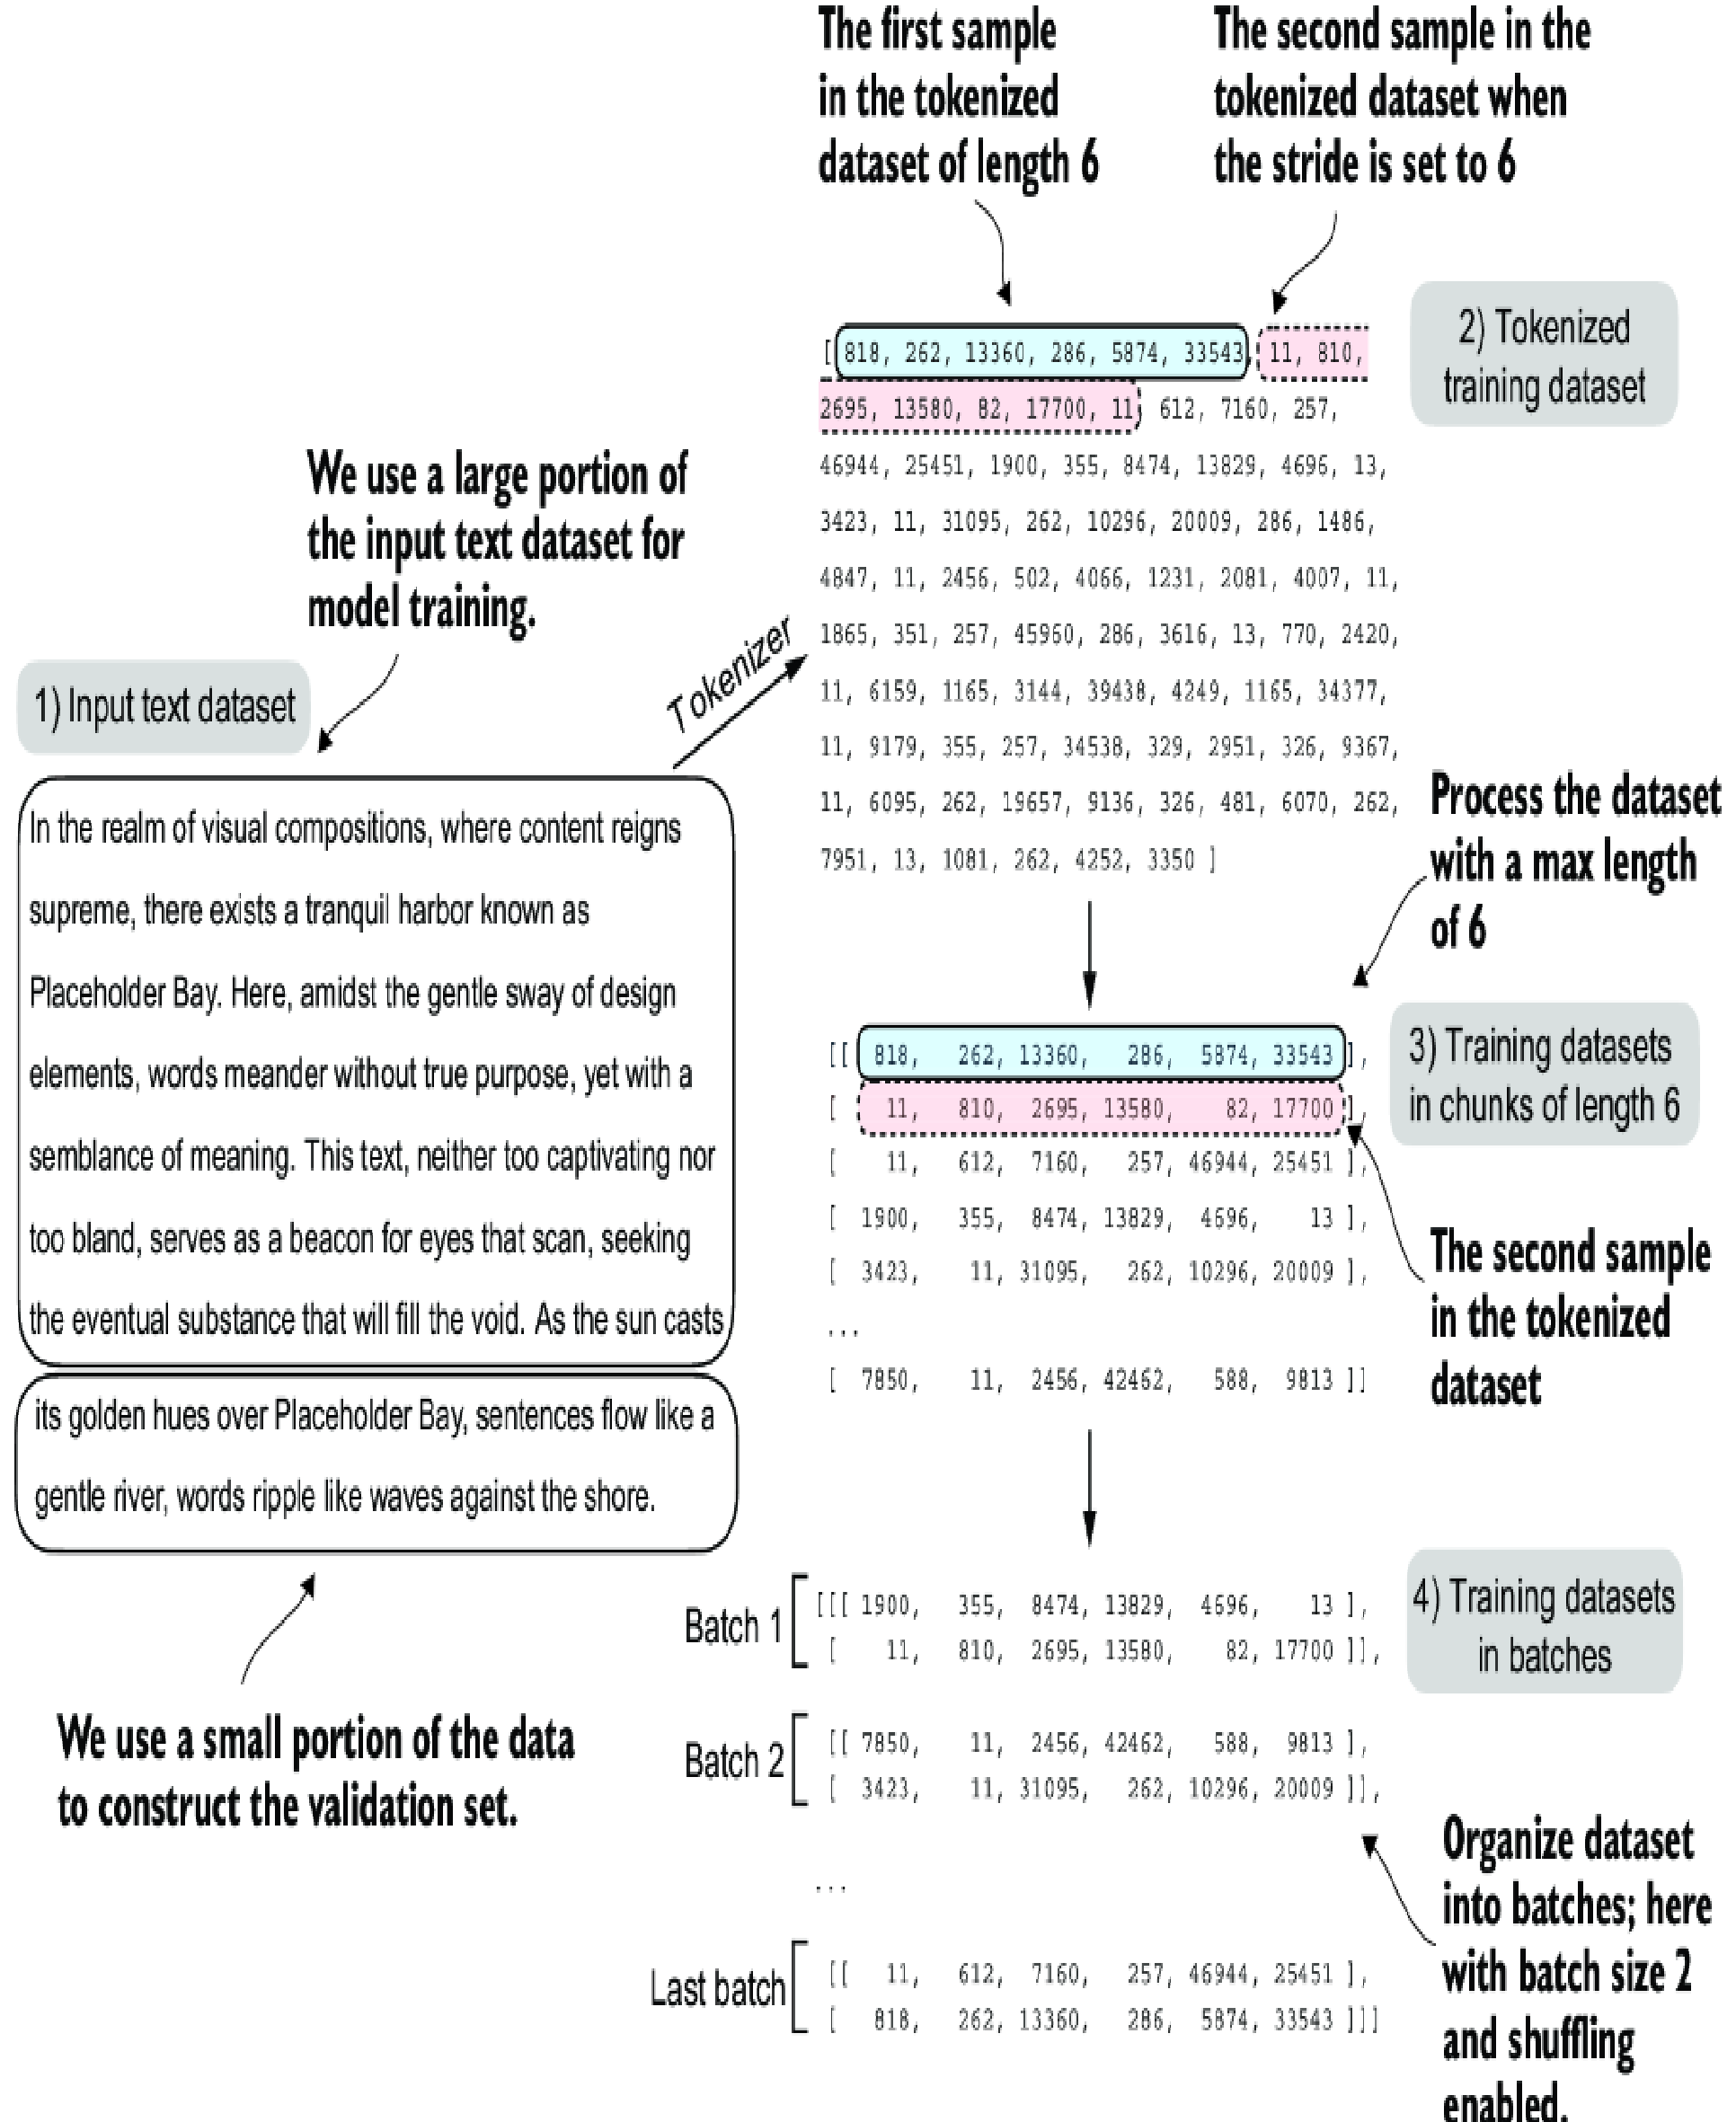 The first sample
in the tokenized
dataset of length 6
The second sample in the
tokenized dataset when
the stride is set to 6
[ 818, 262, 13360, 286, 5874, 33543, 11, 810,
2695, 13580, 82, 17700, 11, 612, 7160, 257,
46944, 25451, 1900, 355, 8474, 13829, 4696, 13,
3423, 11, 31095, 262, 10296, 20009, 286, 1486,
4847, 11, 2456, 502, 4066, 1231, 2081, 4007, 11,
1865, 351, 257, 45960, 286, 3616, 13, 770, 2420,
11, 6159, 1165, 3144, 39438, 4249, 1165, 34377,
11, 9179, 355, 257, 34538, 329, 2951, 326, 9367,
11, 6095, 262, 19657, 9136, 326, 481, 6070, 262,
7951, 13, 1081, 262, 4252, 3350 ]
2) Tokenized
training dataset
We use a large portion of
the input text dataset for
model training.
Tokenizer
1) Input text dataset
In the realm of visual compositions, where content reigns
supreme, there exists a tranquil harbor known as
Placeholder Bay. Here, amidst the gentle sway of design
elements, words meander without true purpose, yet with a
semblance of meaning. This text, neither too captivating nor
too bland, serves as a beacon for eyes that scan, seeking
the eventual substance that will fill the void. As the sun casts
its golden hues over Placeholder Bay, sentences flow like a
gentle river, words ripple like waves against the shore.
We use a small portion of the data
to construct the validation set.
Process the dataset
with a max length
of 6
[[ 818, 262, 13360, 286, 5874, 33543 ],
[ 11, 810, 2695, 13580, 82, 17700 ],
[ 11, 612, 7160, 257, 46944, 25451 ],
[ 1900, 355, 8474, 13829, 4696, 13 ],
[ 3423, 11, 31095, 262, 10296, 20009 ],
...
[ 7850, 11, 2456, 42462, 588, 9813 ]]
3) Training datasets
in chunks of length 6
The second sample
in the tokenized
dataset
Batch 1
[[[ 1900, 355, 8474, 13829, 4696, 13 ],
[ 11, 810, 2695, 13580, 82, 17700 ]],
Batch 2
[[ 7850, 11, 2456, 42462, 588, 9813 ],
[ 3423, 11, 31095, 262, 10296, 20009 ]],
...
Last batch
[[ 11, 612, 7160, 257, 46944, 25451 ],
[ 818, 262, 13360, 286, 5874, 33543 ]]]
4) Training datasets
in batches
Organize dataset
into batches; here
with batch size 2
and shuffling
enabled.